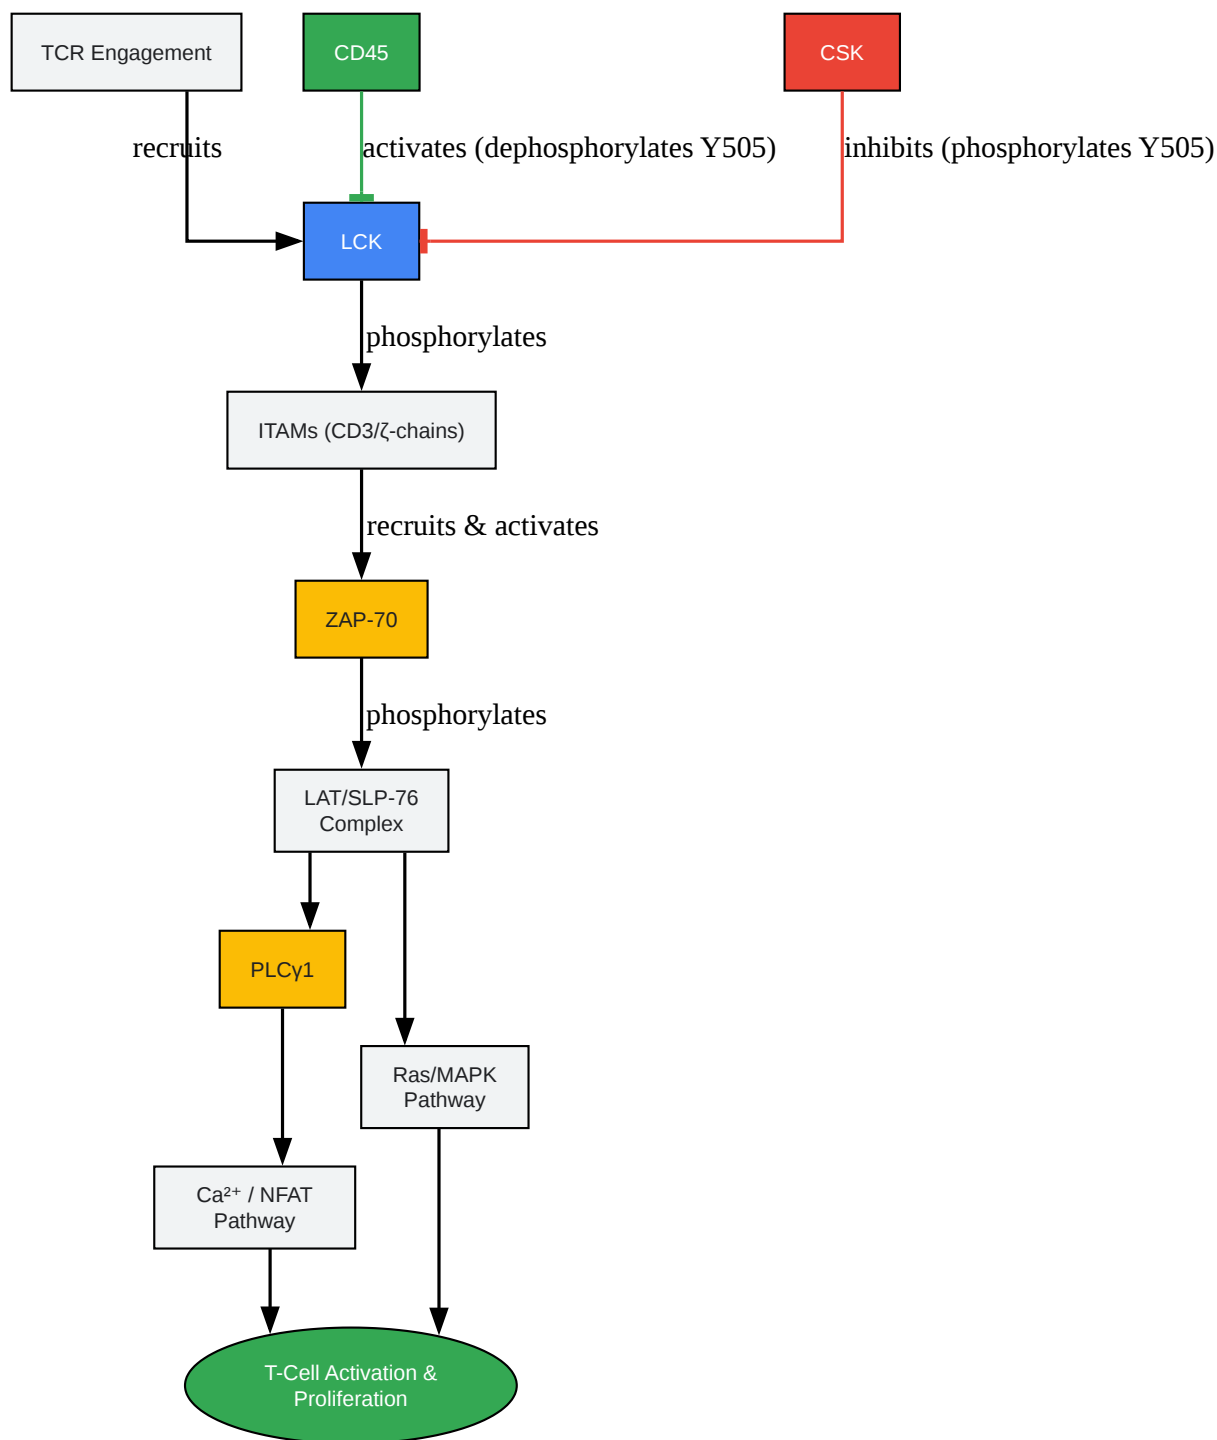 TCR Engagement
CD45
CSK
recruits
activates (dephosphorylates Y505)
inhibits (phosphorylates Y505)
LCK
phosphorylates
ITAMs (CD3/ζ-chains)
recruits & activates
ZAP-70
phosphorylates
LAT/SLP-76
Complex
PLCγ1
Ras/MAPK
Pathway
Ca²⁺ / NFAT
Pathway
T-Cell Activation &
Proliferation